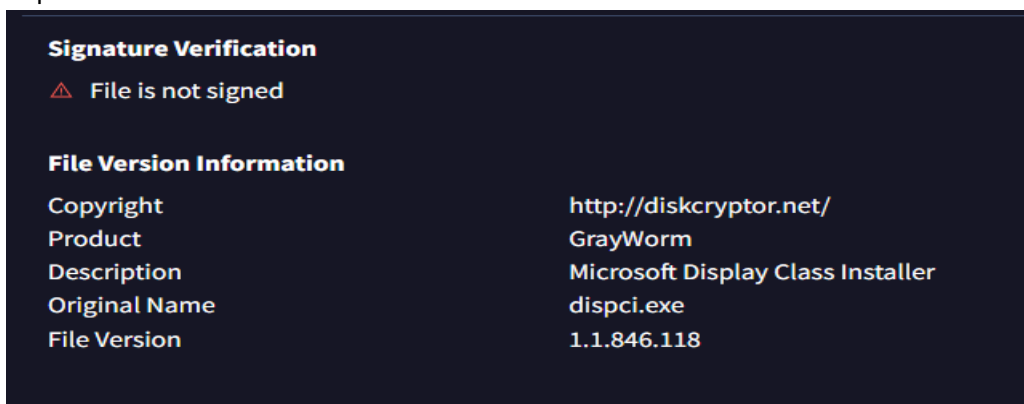 Signature Verification
File is not signed
File Version Information
Copyright http://diskcryptor.net/
Product GrayWorm
Description Microsoft Display Class Installer
Original Name dispci.exe
File Version 1.1.846.118